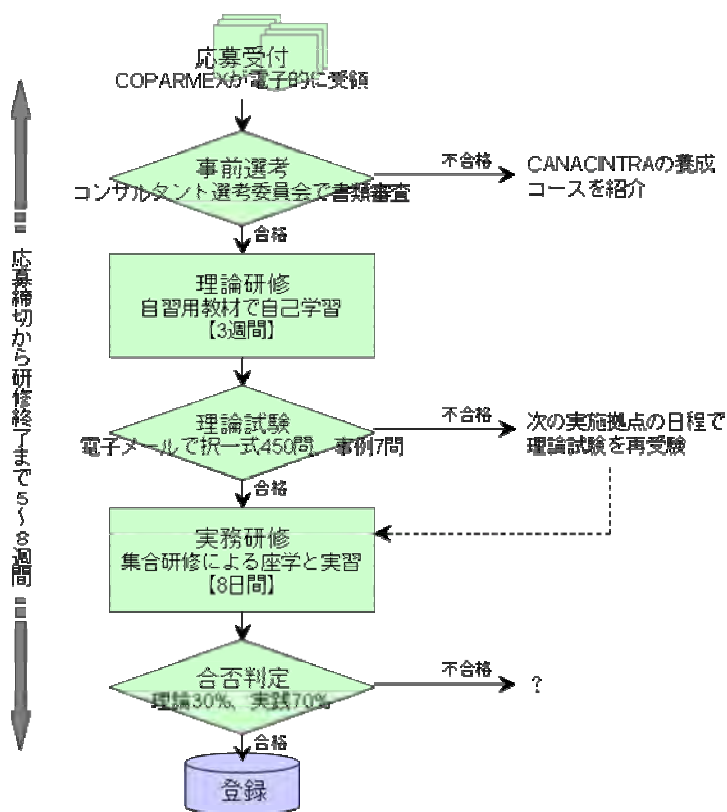 応募受付
COPARMEXが電子的に受領
事前選考
コンサルタント選考委員会で書類審査
不合格
CANACINTRAの養成
コースを紹介
合格
理論研修
自習用教材で自己学習
【3週間】
理論試験
電子メールで択一式450問、事例7問
不合格
次の実施拠点の日程で
理論試験を再受験
合格
実務研修
集合研修による座学と実習
【8日間】
合否判定
理論30%、実践70%
不合格
?
合格
登録
応募締切から研修終了まで5～8週間